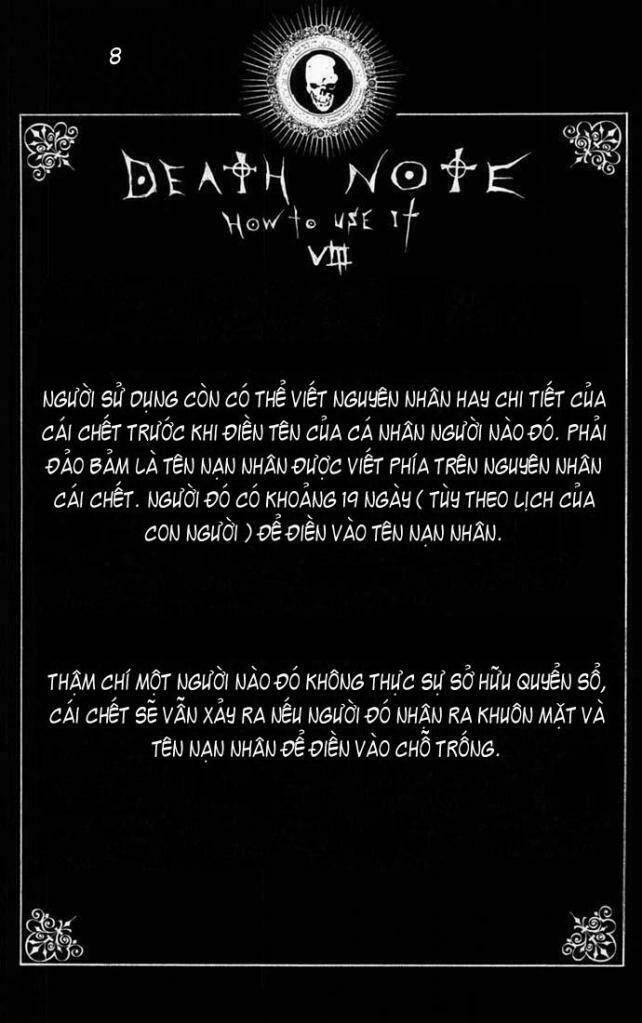 8
DEATH NOTE
HOW TO USE IT
VIII
NGƯỜI SỬ DỤNG CÒN CÓ THỂ VIẾT NGUYÊN NHÂN HAY CHI TIẾT CỦA
CÁI CHẾT TRƯỚC KHI ĐIỀN TÊN CỦA CÁ NHÂN NGƯỜI NÀO ĐÓ. PHẢI
ĐẢO BẢM LÀ TÊN NẠN NHÂN ĐƯỢC VIẾT PHÍA TRÊN NGUYÊN NHÂN
CÁI CHẾT. NGƯỜI ĐÓ CÓ KHOẢNG 19 NGÀY ( TÙY THEO LỊCH CỦA
CON NGƯỜI ) ĐỂ ĐIỀN VÀO TÊN NẠN NHÂN.
THẬM CHÍ MỘT NGƯỜI NÀO ĐÓ KHÔNG THỰC SỰ SỞ HỮU QUYỂN SỔ,
CÁI CHẾT SẼ VẪN XẢY RA NẾU NGƯỜI ĐÓ NHẬN RA KHUÔN MẶT VÀ
TÊN NẠN NHÂN ĐỂ ĐIỀN VÀO CHỖ TRỐNG.